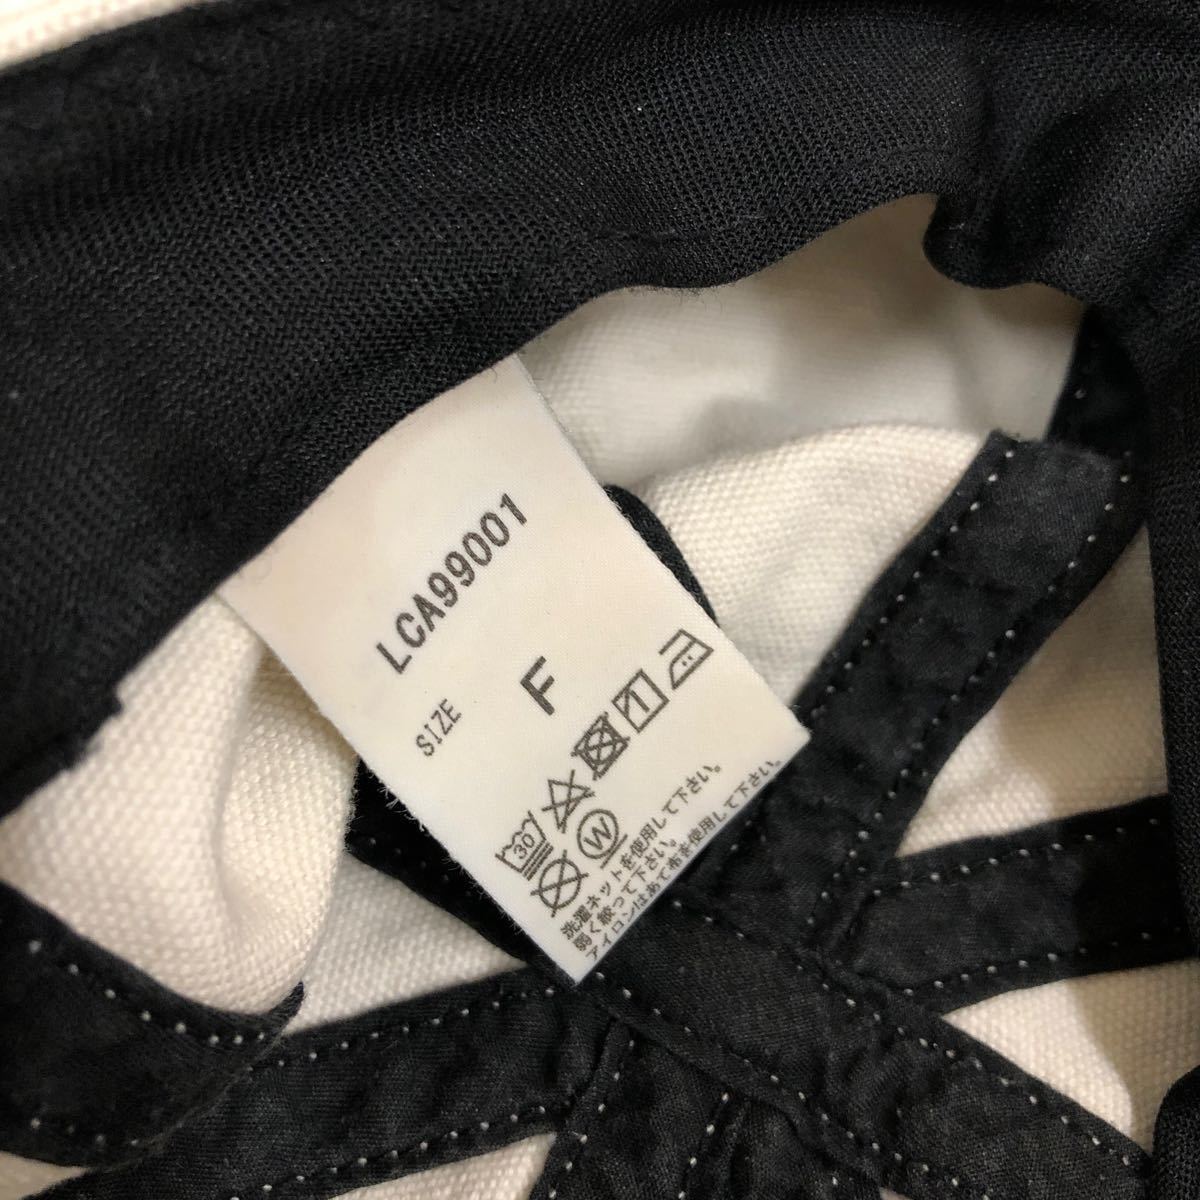 LCA99001
SIZE F
30
W
洗濯ネットを使用して下さい。
弱く絞って下さい。
アイロンはあて布を使用して下さい。